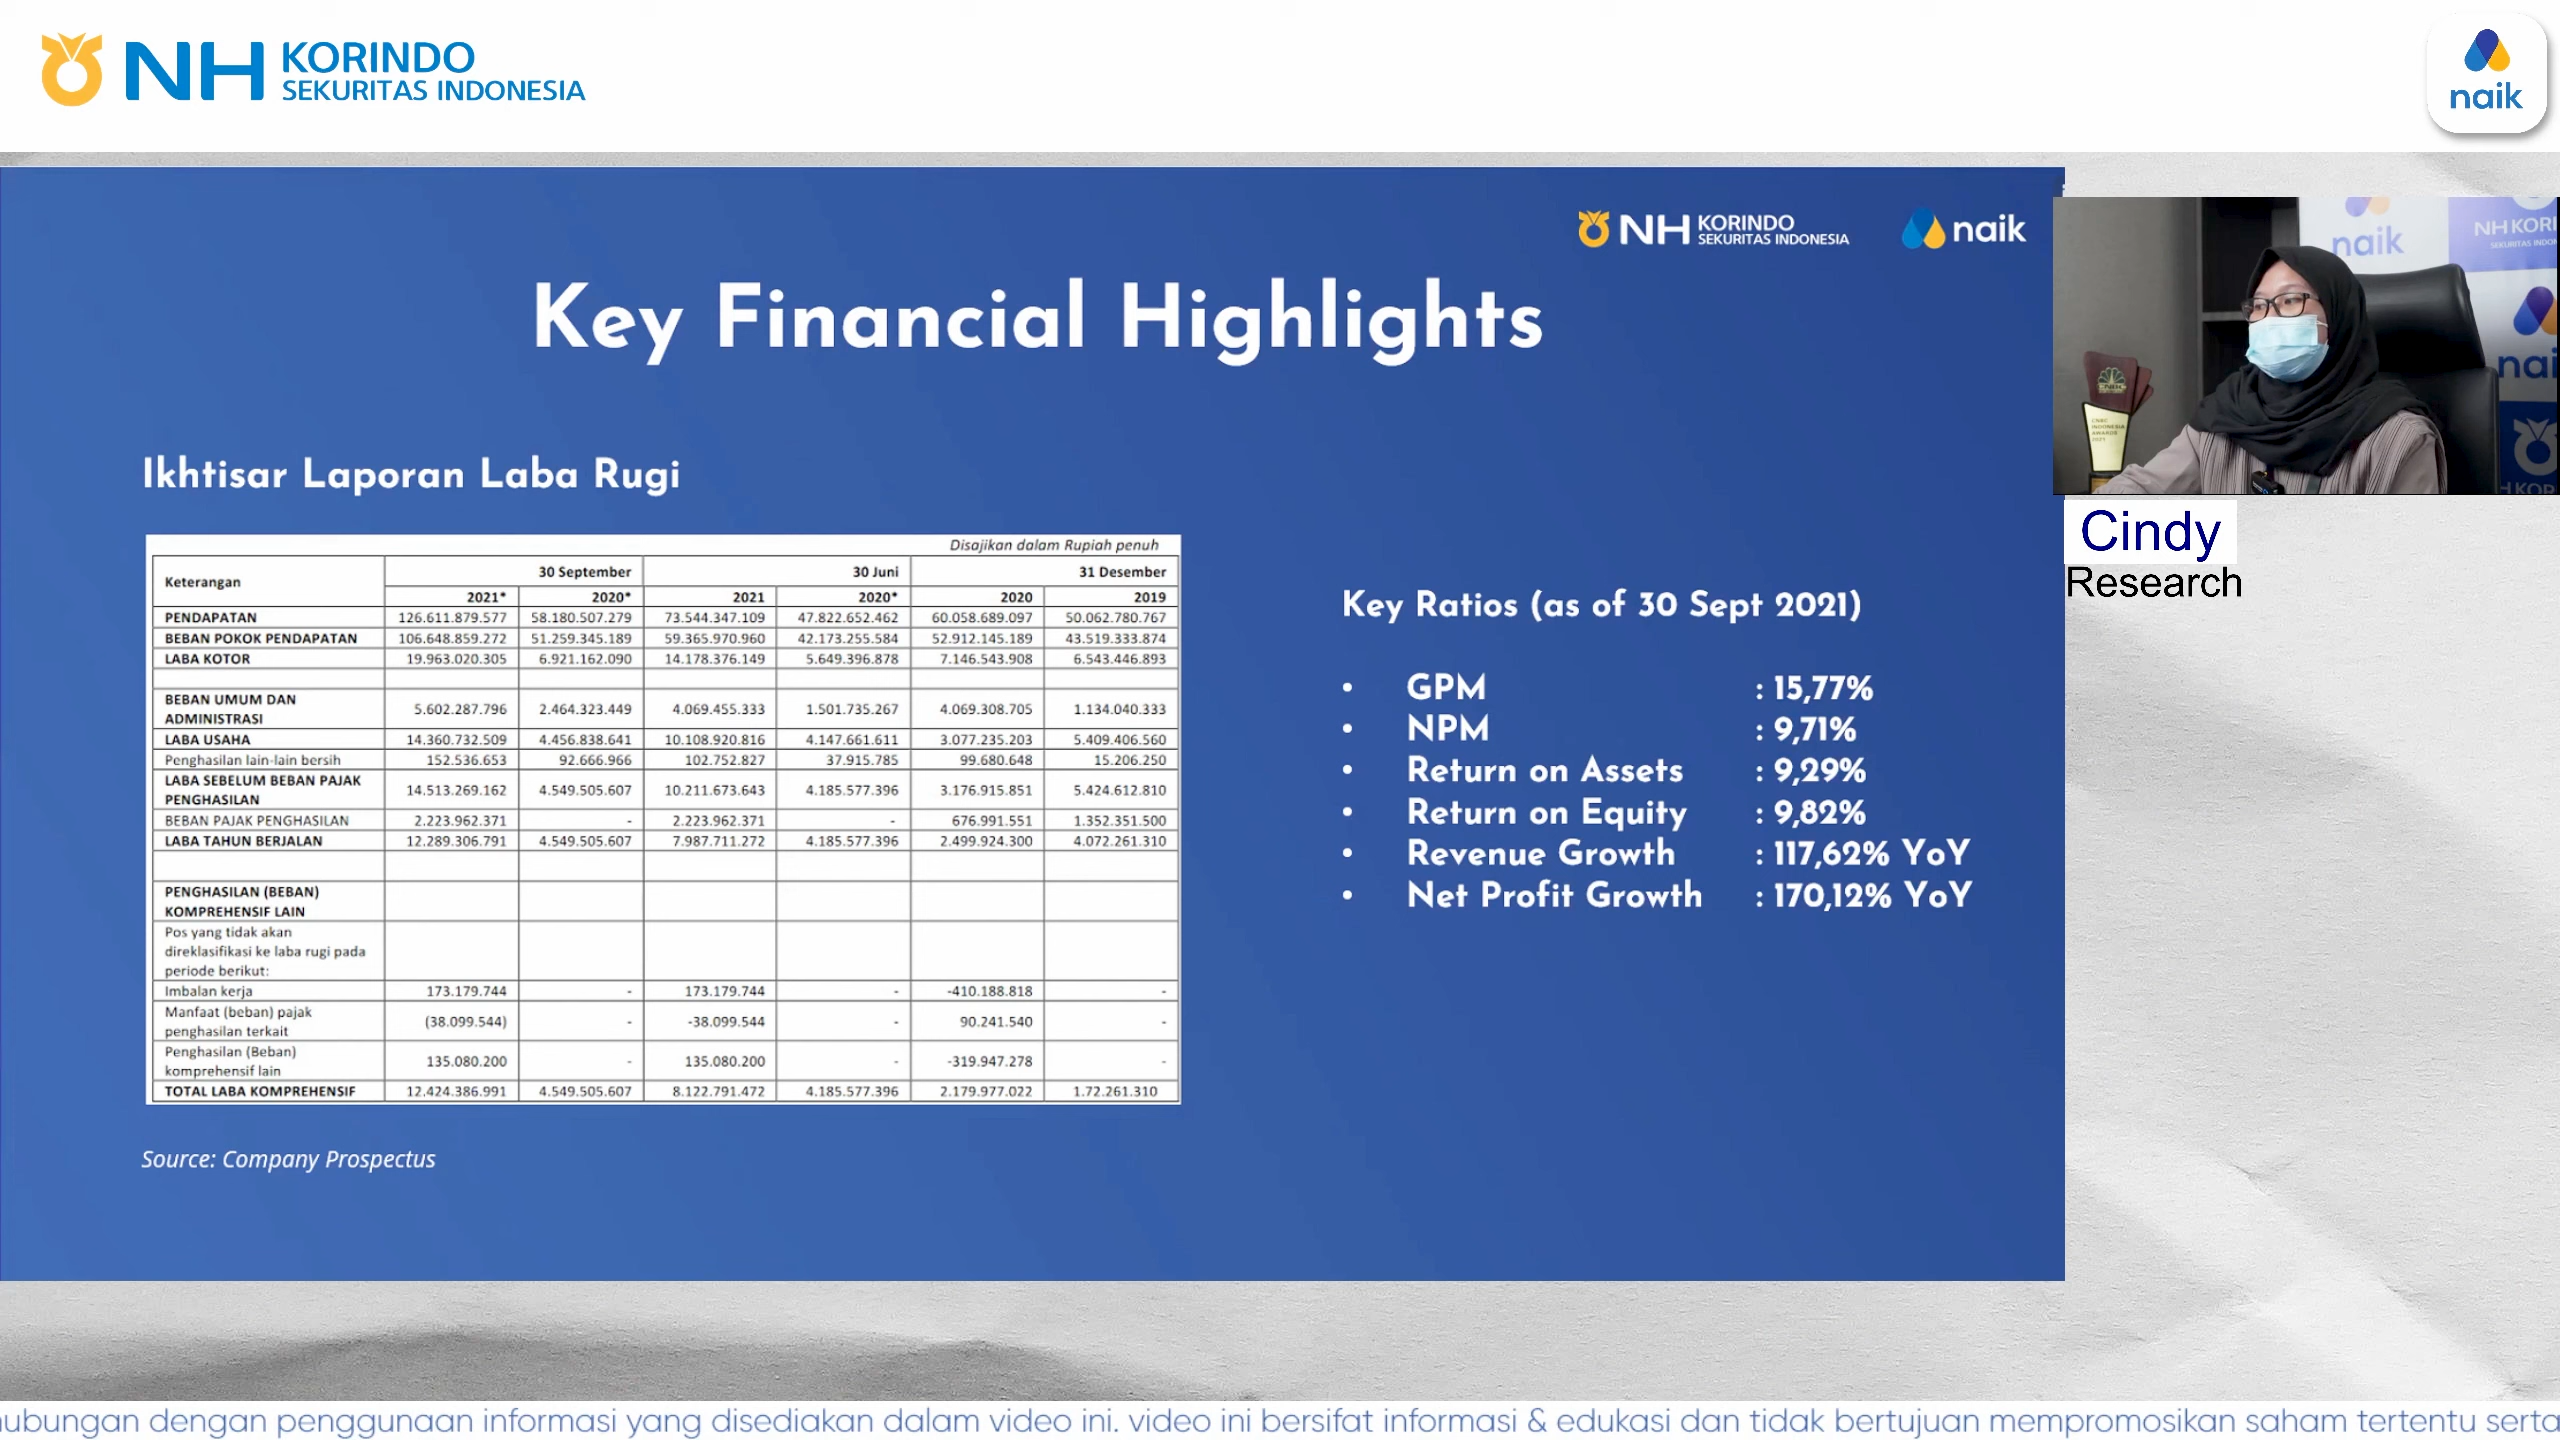 NH KORINDO
SEKURITAS INDONESIA
naik
NH KORINDO
SEKURITAS INDONESIA
naik
Key Financial Highlights
Ikhtisar Laporan Laba Rugi
Disajikan dalam Rupiah penuh
Keterangan 30 September 30 Juni 31 Desember
2021* 2020* 2021 2020* 2020 2019
PENDAPATAN 126.611.879.577 58.180.507.279 73.544.347.109 47.822.652.462 60.058.689.097 50.062.780.767
BEBAN POKOK PENDAPATAN 106.648.859.272 51.259.345.189 59.365.970.960 42.173.255.584 52.912.145.189 43.519.333.874
LABA KOTOR 19.963.020.305 6.921.162.090 14.178.376.149 5.649.396.878 7.146.543.908 6.543.446.893
BEBAN UMUM DAN
ADMINISTRASI 5.602.287.796 2.464.323.449 4.069.455.333 1.501.735.267 4.069.308.705 1.134.040.333
LABA USAHA 14.360.732.509 4.456.838.641 10.108.920.816 4.147.661.611 3.077.235.203 5.409.406.560
Penghasilan lain-lain bersih 152.536.653 92.666.966 102.752.827 37.915.785 99.680.648 15.206.250
LABA SEBELUM BEBAN PAJAK
PENGHASILAN 14.513.269.162 4.549.505.607 10.211.673.643 4.185.577.396 3.176.915.851 5.424.612.810
BEBAN PAJAK PENGHASILAN 2.223.962.371 - 2.223.962.371 - 676.991.551 1.352.351.500
LABA TAHUN BERJALAN 12.289.306.791 4.549.505.607 7.987.711.272 4.185.577.396 2.499.924.300 4.072.261.310
PENGHASILAN (BEBAN)
KOMPREHENSIF LAIN
Pos yang tidak akan
direklasifikasi ke laba rugi pada
periode berikut:
Imbalan kerja 173.179.744 - 173.179.744 - -410.188.818 -
Manfaat (beban) pajak
penghasilan terkait (38.099.544) - -38.099.544 - 90.241.540 -
Penghasilan (Beban)
komprehensif lain 135.080.200 - 135.080.200 - -319.947.278 -
TOTAL LABA KOMPREHENSIF 12.424.386.991 4.549.505.607 8.122.791.472 4.185.577.396 2.179.977.022 1.72.261.310
Source: Company Prospectus
Key Ratios (as of 30 Sept 2021)
• GPM : 15,77%
• NPM : 9,71%
• Return on Assets : 9,29%
• Return on Equity : 9,82%
• Revenue Growth : 117,62% YoY
• Net Profit Growth : 170,12% YoY
naik
NH KORI
nai
CNBC
INDONESIA
AWARDS
2021
Cindy
Research
ubungan dengan penggunaan informasi yang disediakan dalam video ini. video ini bersifat informasi & edukasi dan tidak bertujuan mempromosikan saham tertentu serta